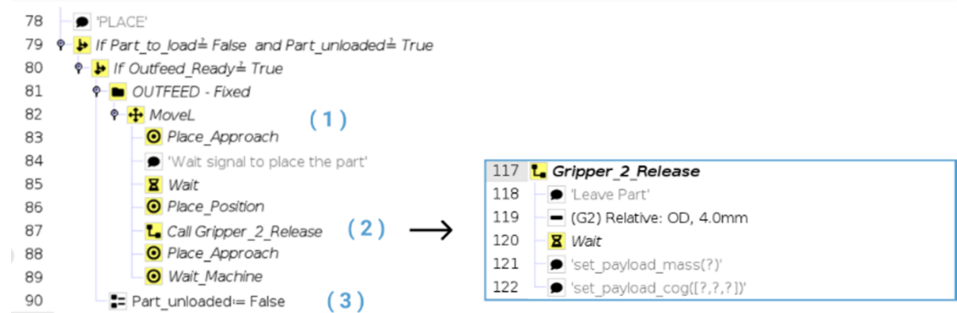 78 'PLACE'
79 If Part_to_load≟ False and Part_unloaded≟ True
80 If Outfeed_Ready≟ True
81 OUTFEED - Fixed
82 MoveL
(1)
83 Place_Approach
84 'Wait signal to place the part'
85 Wait
86 Place_Position
87 Call Gripper_2_Release (2)
88 Place_Approach
89 Wait_Machine
90 Part_unloaded≔ False (3)
117 Gripper_2_Release
118 'Leave Part'
119 (G2) Relative: OD, 4.0mm
120 Wait
121 'set_payload_mass(?)'
122 'set_payload_cog([?,?,?])'